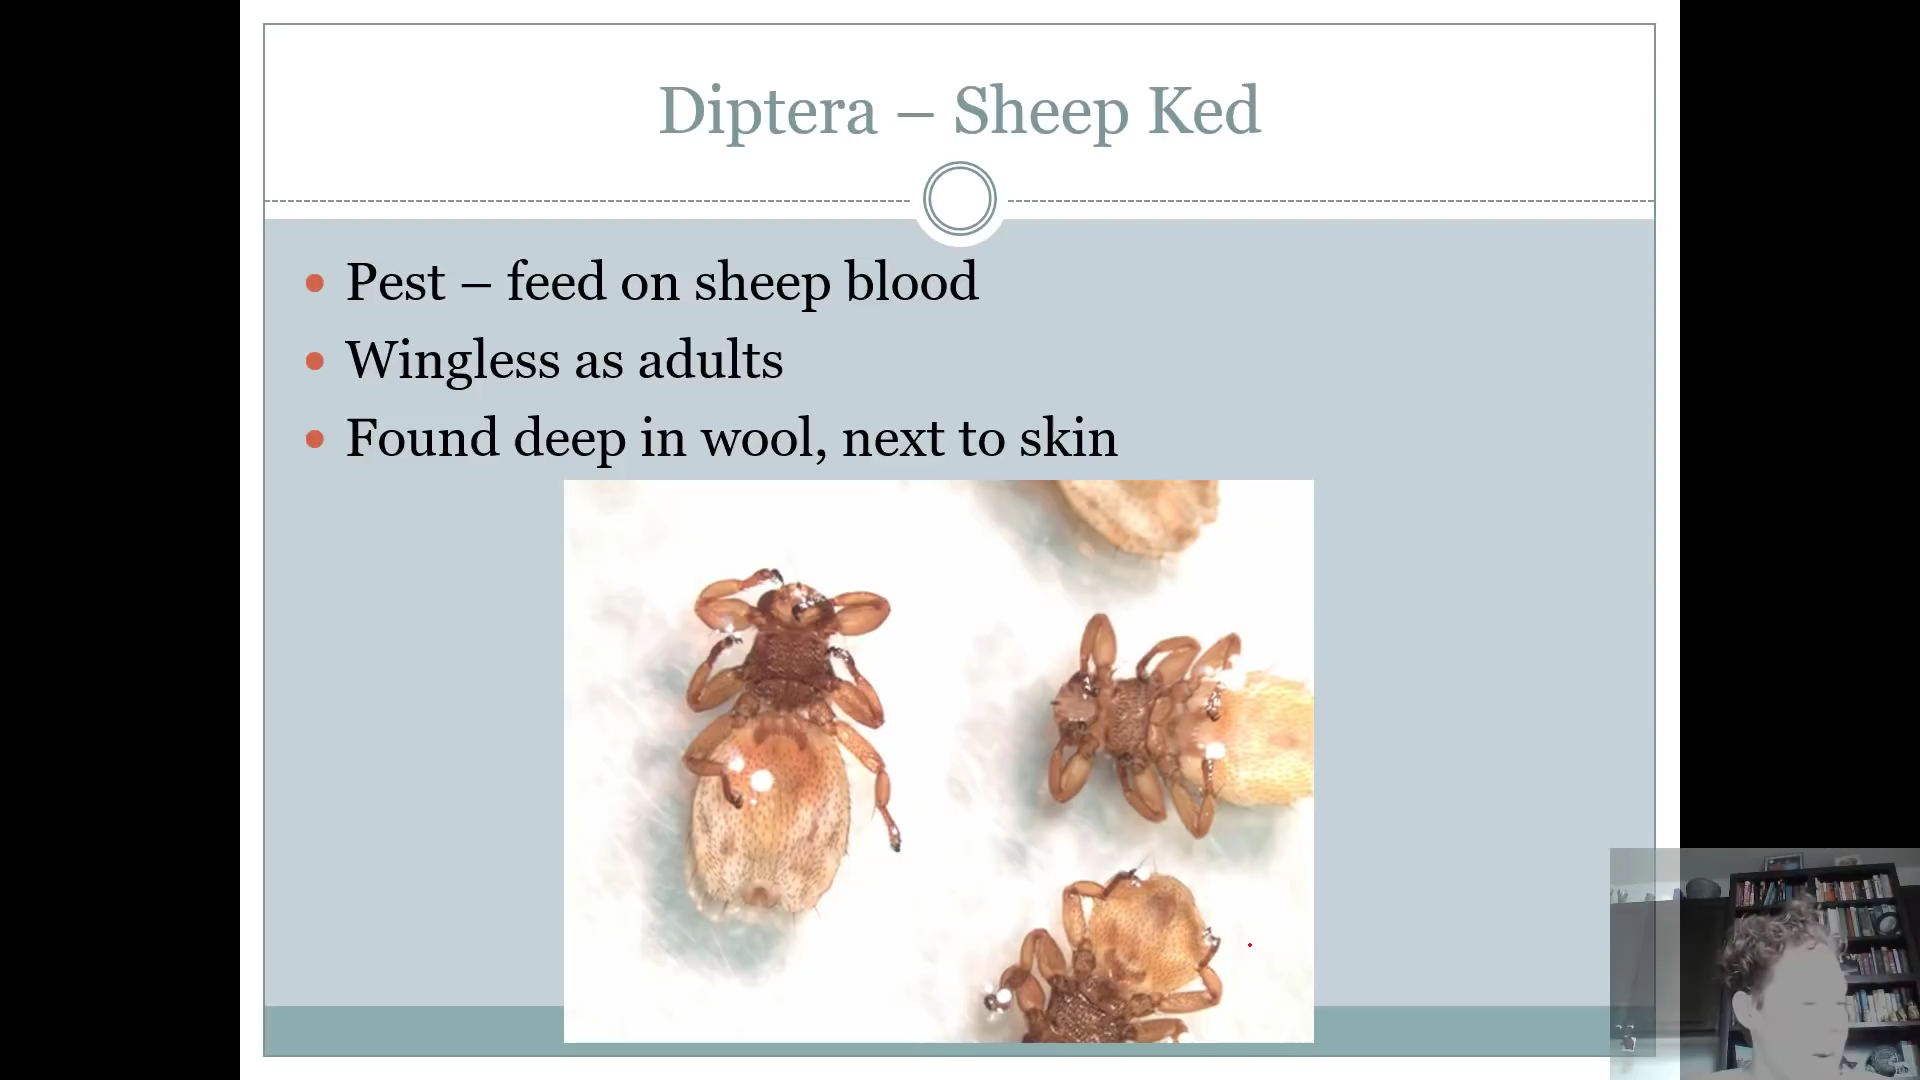 Diptera – Sheep Ked
• Pest – feed on sheep blood
• Wingless as adults
• Found deep in wool, next to skin